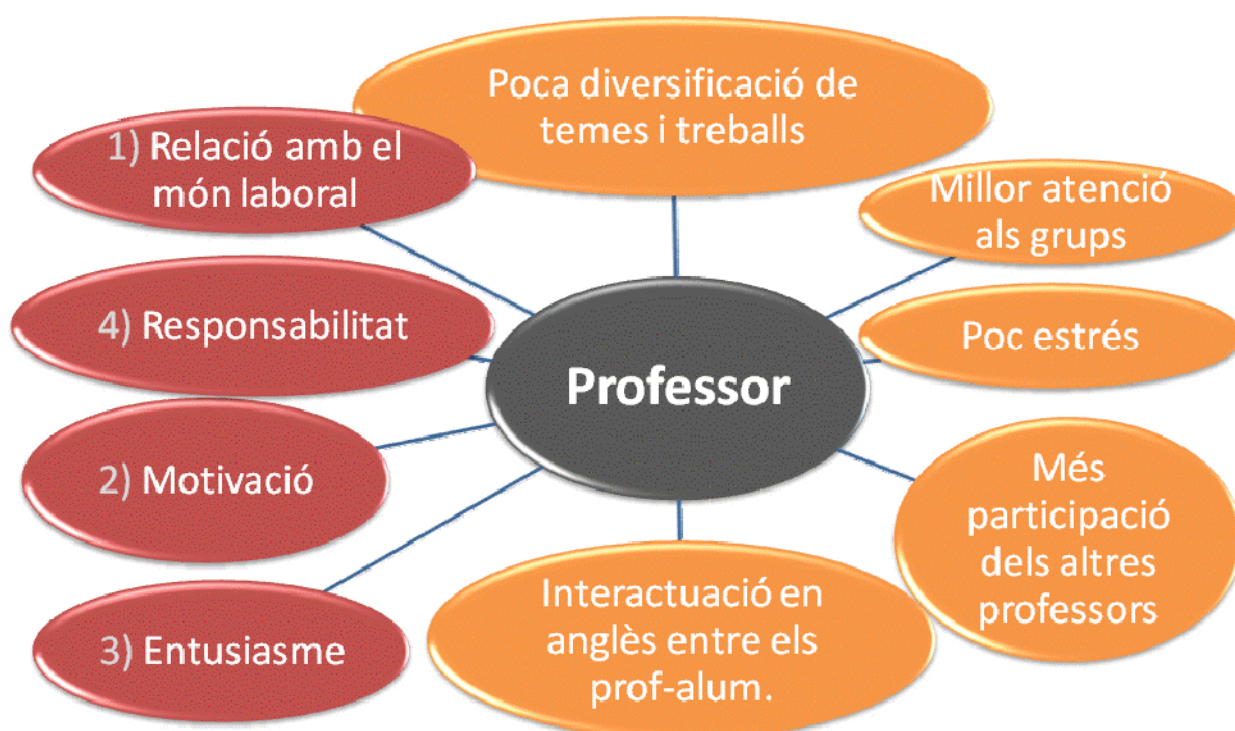 Poca diversificació de
temes i treballs
1) Relació amb el
món laboral
Millor atenció
als grups
4) Responsabilitat
Poc estrés
Professor
2) Motivació
Més
participació
dels altres
professors
Interactuació en
anglès entre els
prof-alum.
3) Entusiasme